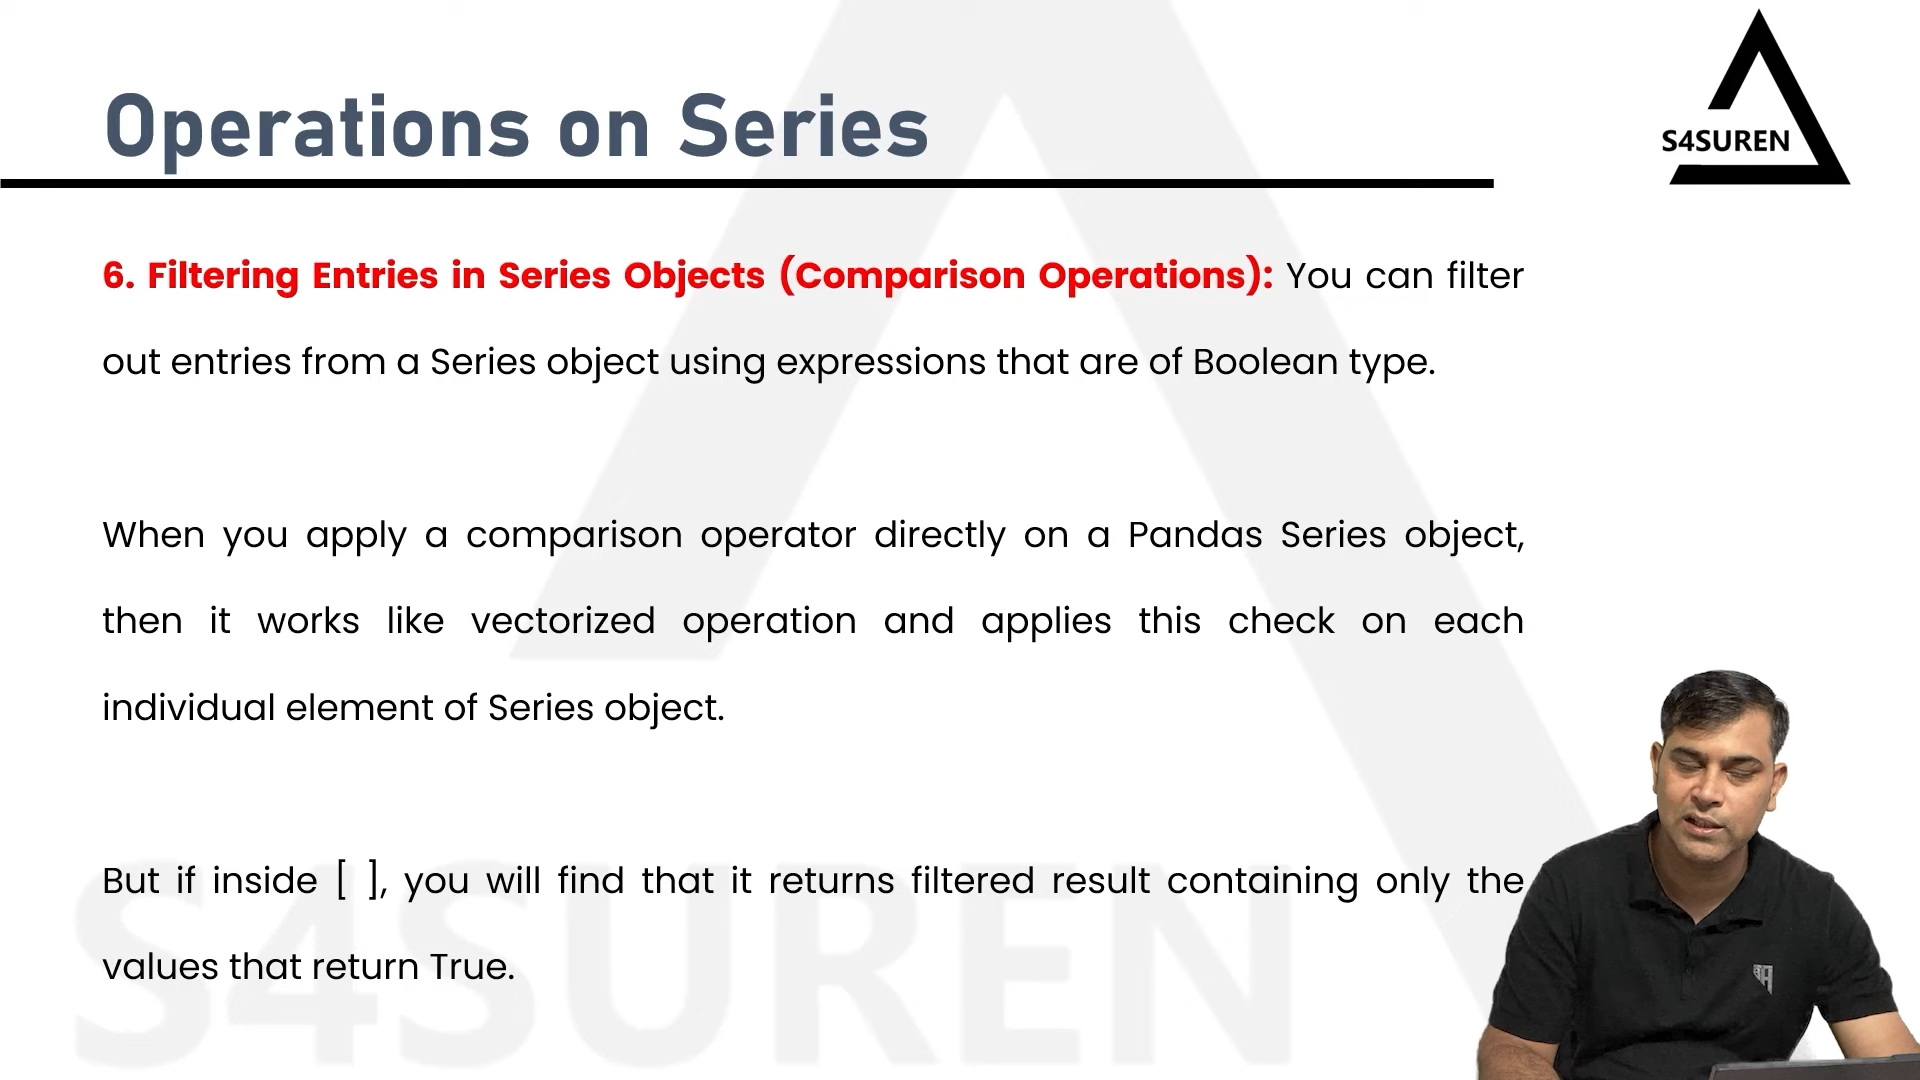 Operations on Series
S4SUREN
6. Filtering Entries in Series Objects (Comparison Operations): You can filter
out entries from a Series object using expressions that are of Boolean type.
When you apply a comparison operator directly on a Pandas Series object,
then it works like vectorized operation and applies this check on each
individual element of Series object.
But if inside [ ], you will find that it returns filtered result containing only the
values that return True.
S4SUREN